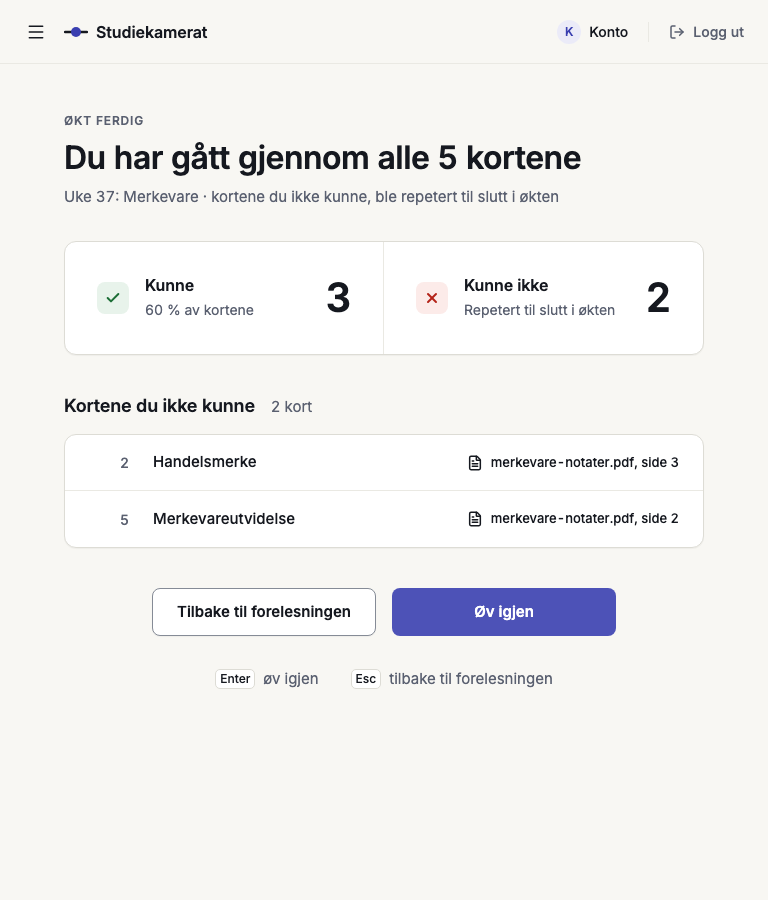 Studiekamerat
K Konto
Logg ut
ØKT FERDIG
Du har gått gjennom alle 5 kortene
Uke 37: Merkevare · kortene du ikke kunne, ble repetert til slutt i økten
Kunne
60 % av kortene
3
Kunne ikke
Repetert til slutt i økten
2
Kortene du ikke kunne 2 kort
2 Handelsmerke merkevare-notater.pdf, side 3
5 Merkevareutvidelse merkevare-notater.pdf, side 2
Tilbake til forelesningen
Øv igjen
Enter øv igjen Esc tilbake til forelesningen